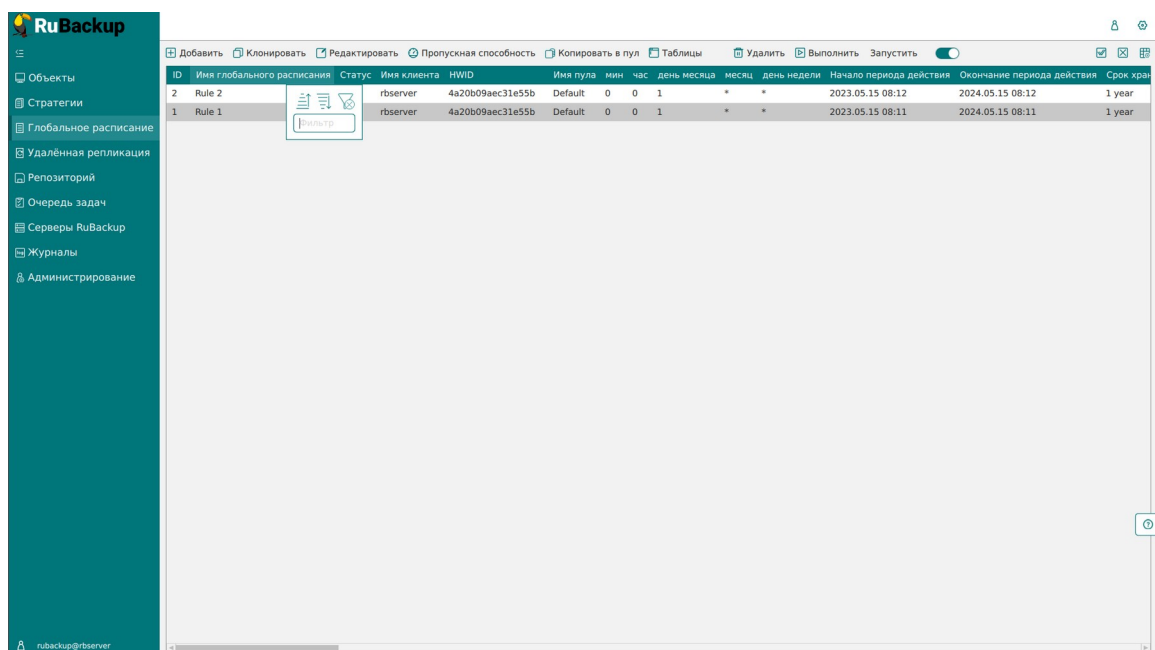 RuBackup
Добавить Клонировать Редактировать Пропускная способность Копировать в пул Таблицы Удалить Выполнить Запустить
Объекты
Стратегии
Глобальное расписание
Удалённая репликация
Репозиторий
Очередь задач
Серверы RuBackup
Журналы
Администрирование
ID Имя глобального расписания Статус Имя клиента HWID Имя пула мин час день месяца месяц день недели Начало периода действия Окончание периода действия Срок хран
2 Rule 2 rbserver 4a20b09aec31e55b Default 0 0 1 * * 2023.05.15 08:12 2024.05.15 08:12 1 year
1 Rule 1 rbserver 4a20b09aec31e55b Default 0 0 1 * * 2023.05.15 08:11 2024.05.15 08:11 1 year
Фильтр
rubackup@rbserver